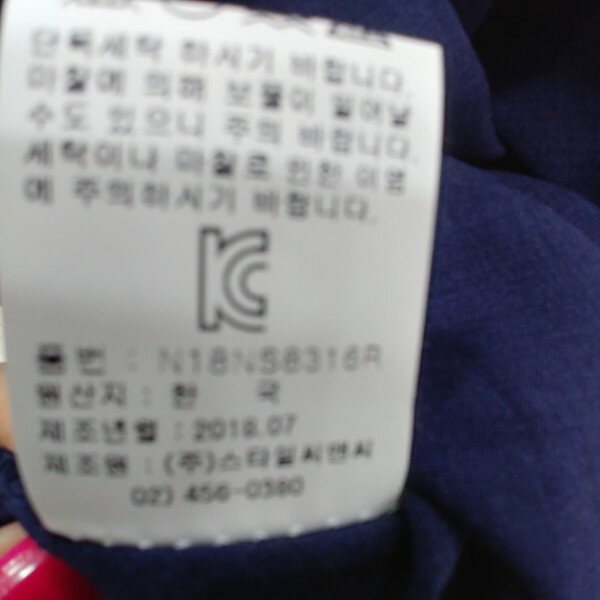 단독세탁 하시기 바랍니다.
마찰에 의해 보풀이 일어날
수도 있으니 주의 바랍니다.
세탁이나 마찰로 인한 이염
에 주의하시기 바랍니다.
KC
품번 : N18NS8316R
원산지 : 한 국
제조년월 : 2018.07
제조원 : (주)스타일씨앤씨
02) 456-0380